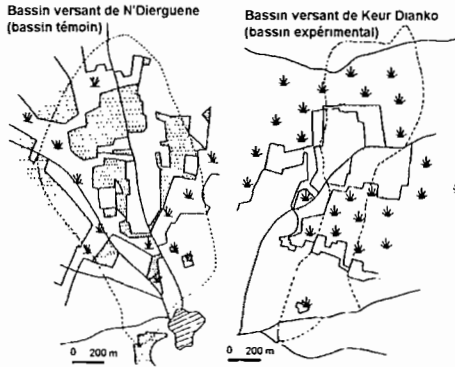 Bassin versant de N'Dierguene
(bassin témoin)
Bassin versant de Keur Dianko
(bassin expérimental)
0 200 m
0 200 m